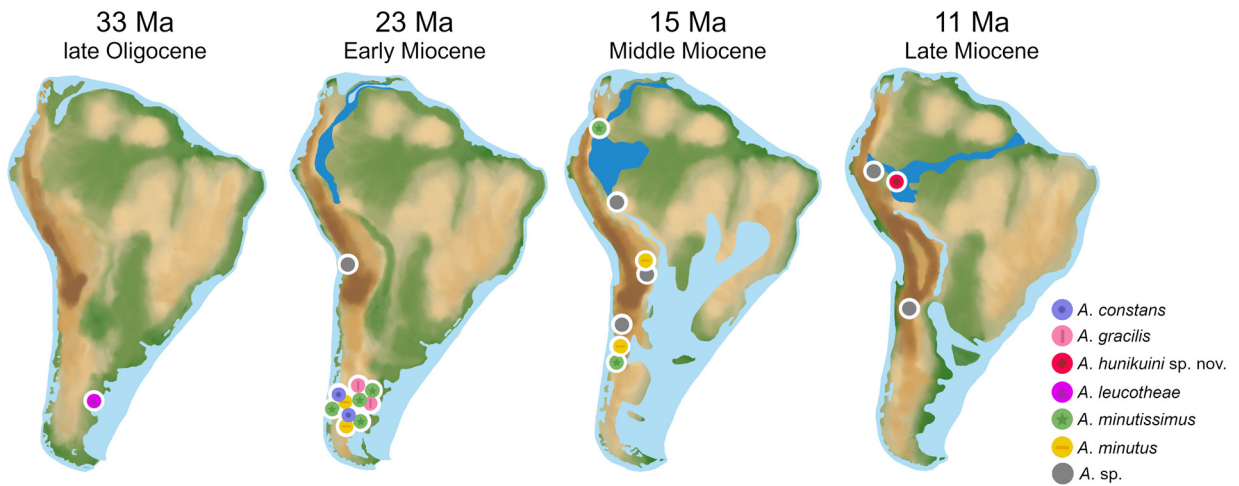 33 Ma
late Oligocene
23 Ma
Early Miocene
15 Ma
Middle Miocene
11 Ma
Late Miocene
A. constans
A. gracilis
A. hunikuini sp. nov.
A. leucotheae
A. minutissimus
A. minutus
A. sp.